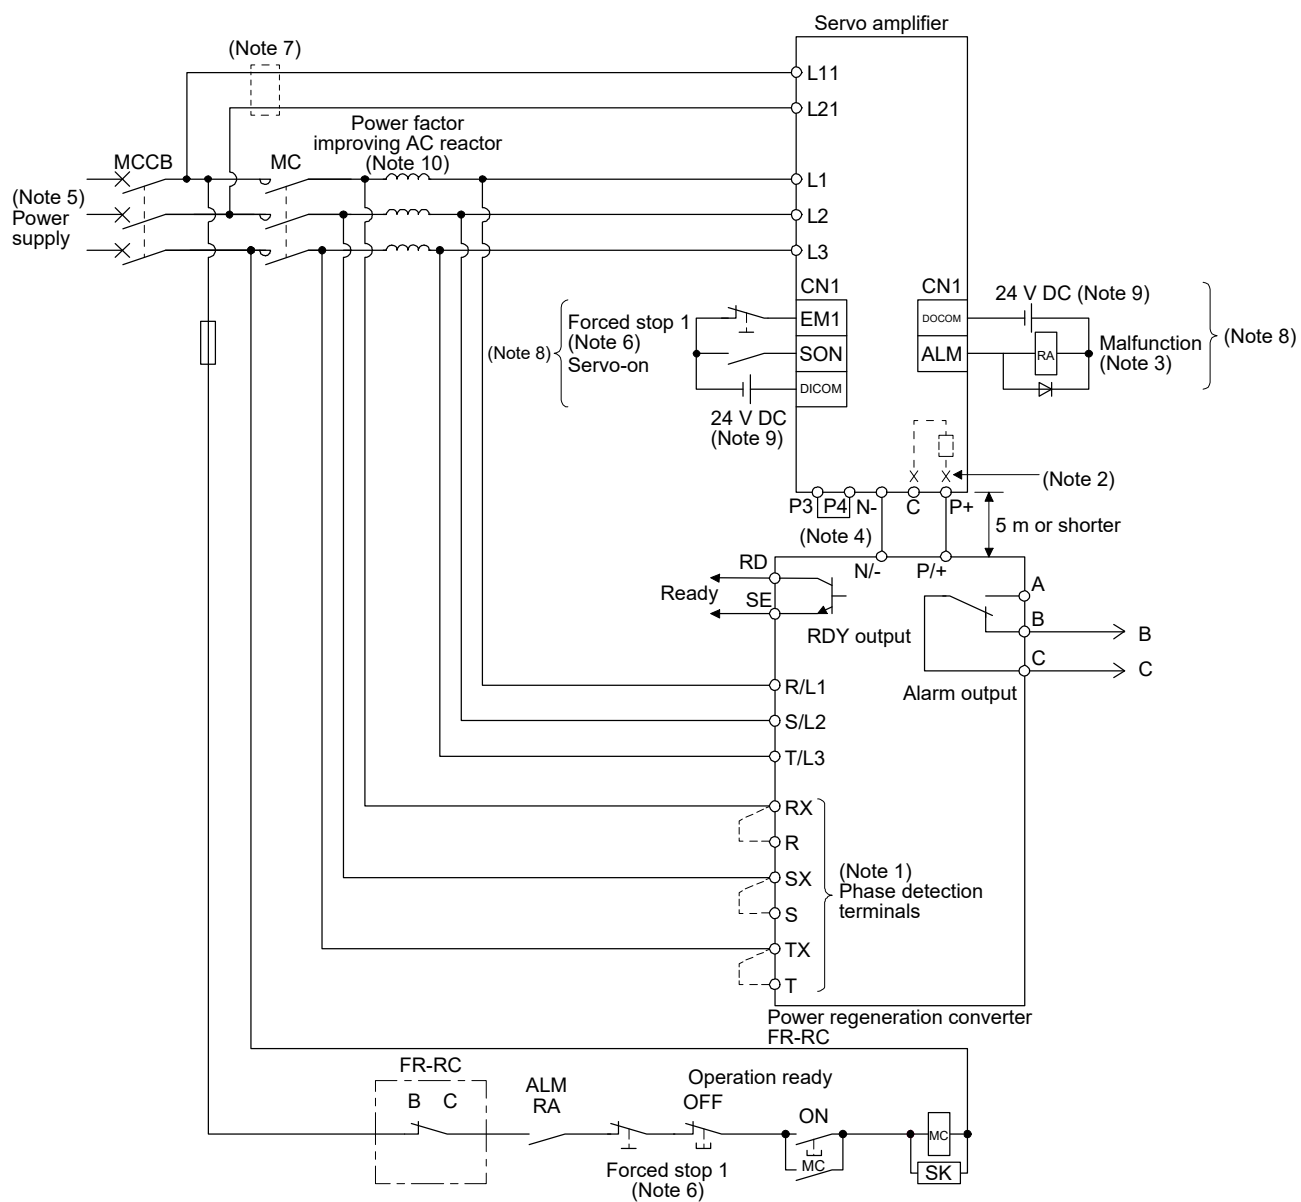 Servo amplifier
(Note 7)
L11
L21
Power factor
improving AC reactor
(Note 10)
MCCB
MC
L1
(Note 5)
Power
supply
L2
L3
CN1
CN1
24 V DC (Note 9)
EM1
DOCOM
Forced stop 1
(Note 6)
Servo-on
(Note 8)
SON
ALM
RA
Malfunction
(Note 3)
(Note 8)
DICOM
24 V DC
(Note 9)
(Note 2)
P3
P4
N-
C
P+
(Note 4)
5 m or shorter
RD
N/-
P/+
Ready
SE
RDY output
A
B
B
C
C
Alarm output
R/L1
S/L2
T/L3
RX
R
SX
S
TX
T
(Note 1)
Phase detection
terminals
Power regeneration converter
FR-RC
FR-RC
B C
ALM
RA
Operation ready
OFF
ON
MC
MC
SK
Forced stop 1
(Note 6)